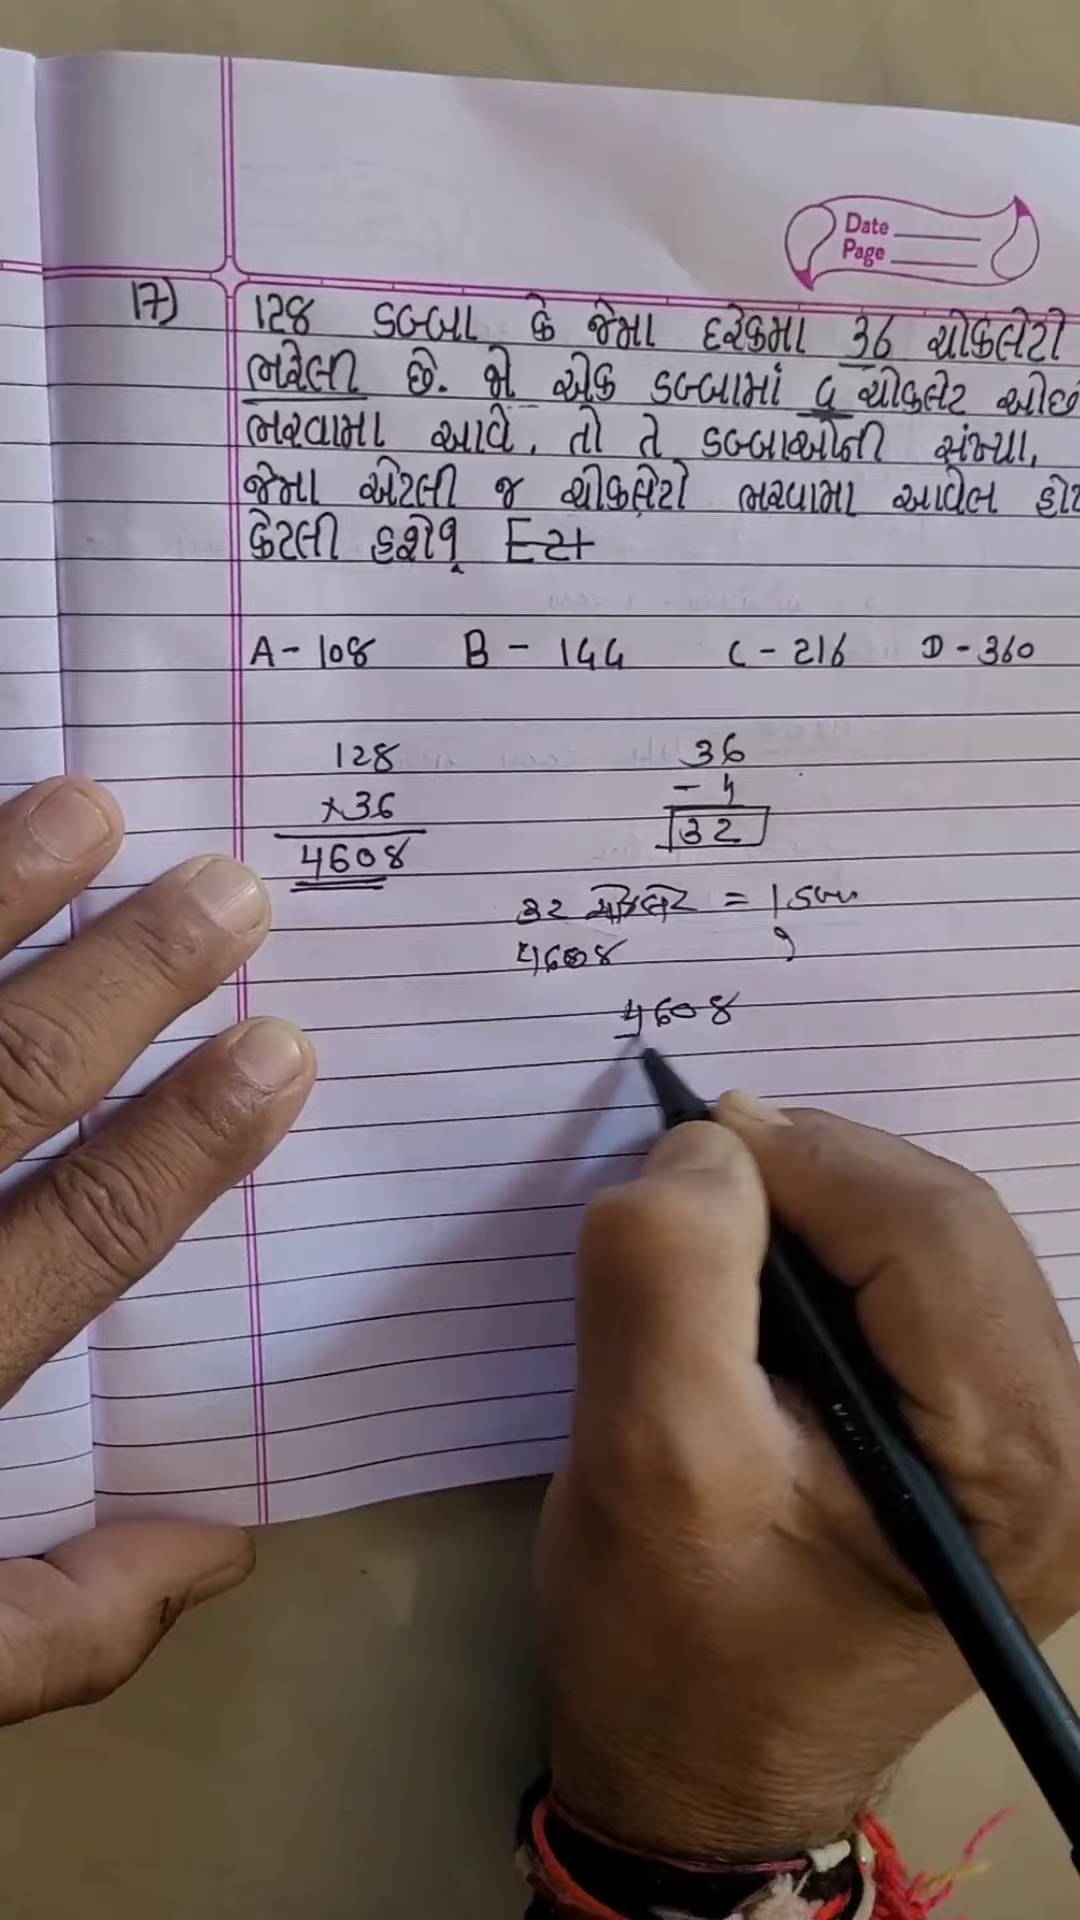 Date
Page
17) 128 ડબ્બા કે જેમા દરેકમા 36 ચોકલેટો
ભરેલી છે. જો એક ડબ્બામાં 4 ચોકલેટ ઓછી
ભરવામા આવે, તો તે ડબ્બાઓની સંખ્યા,
જેમા એટલી જ ચોકલેટો ભરવામા આવેલ હોય
કેટલી હશે?
A - 108 B - 144 C - 216 D - 360
128 36
×36 - 4
4608 32
32 ચોકલેટ = 1 ડબ્બા
4608 ?
4608